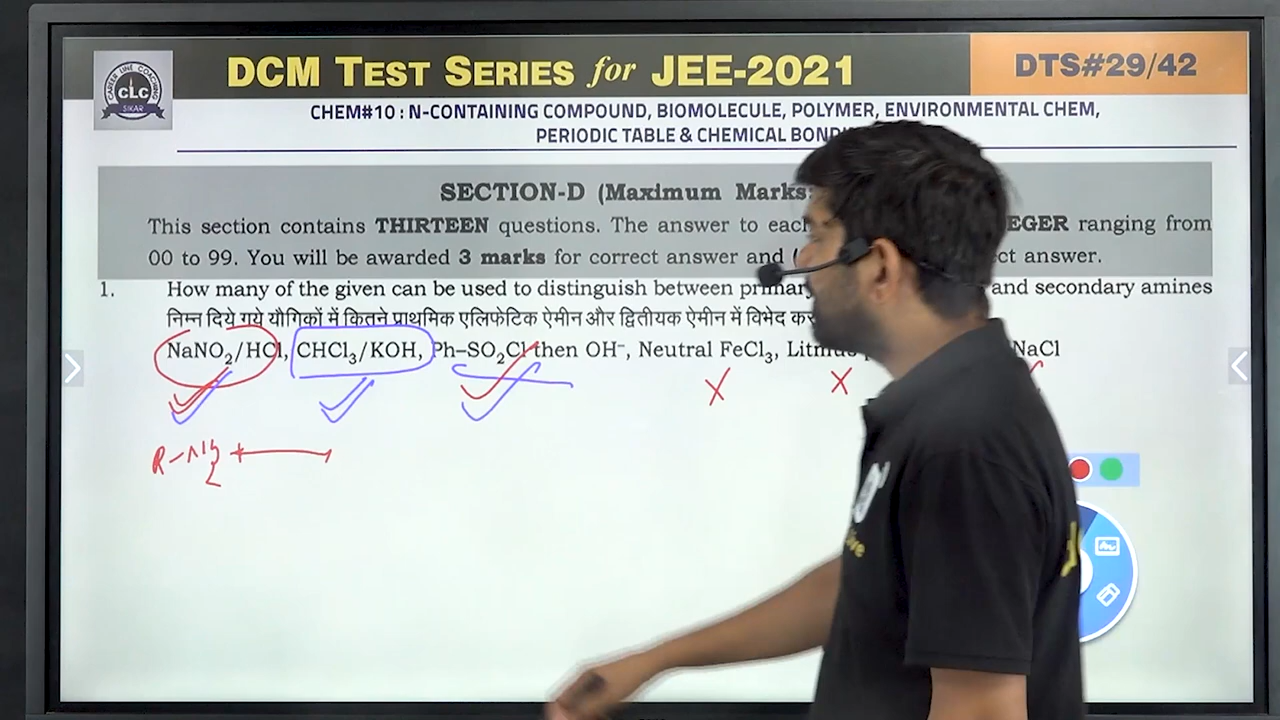 DCM TEST SERIES for JEE-2021
DTS#29/42
CAREER LINE COACHING
CLC
SIKAR
CHEM#10 : N-CONTAINING COMPOUND, BIOMOLECULE, POLYMER, ENVIRONMENTAL CHEM,
PERIODIC TABLE & CHEMICAL BOND
SECTION-D (Maximum Marks:
This section contains THIRTEEN questions. The answer to each EGER ranging from
00 to 99. You will be awarded 3 marks for correct answer and ( ct answer.
1. How many of the given can be used to distinguish between primary and secondary amines
निम्न दिये गये यौगिकों में कितने प्राथमिक एलिफेटिक ऐमीन और द्वितीयक ऐमीन में विभेद कर
NaNO₂/HCl, CHCl₃/KOH, Ph–SO₂Cl then OH⁻, Neutral FeCl₃, Litmus p NaCl
R-NH₂ +